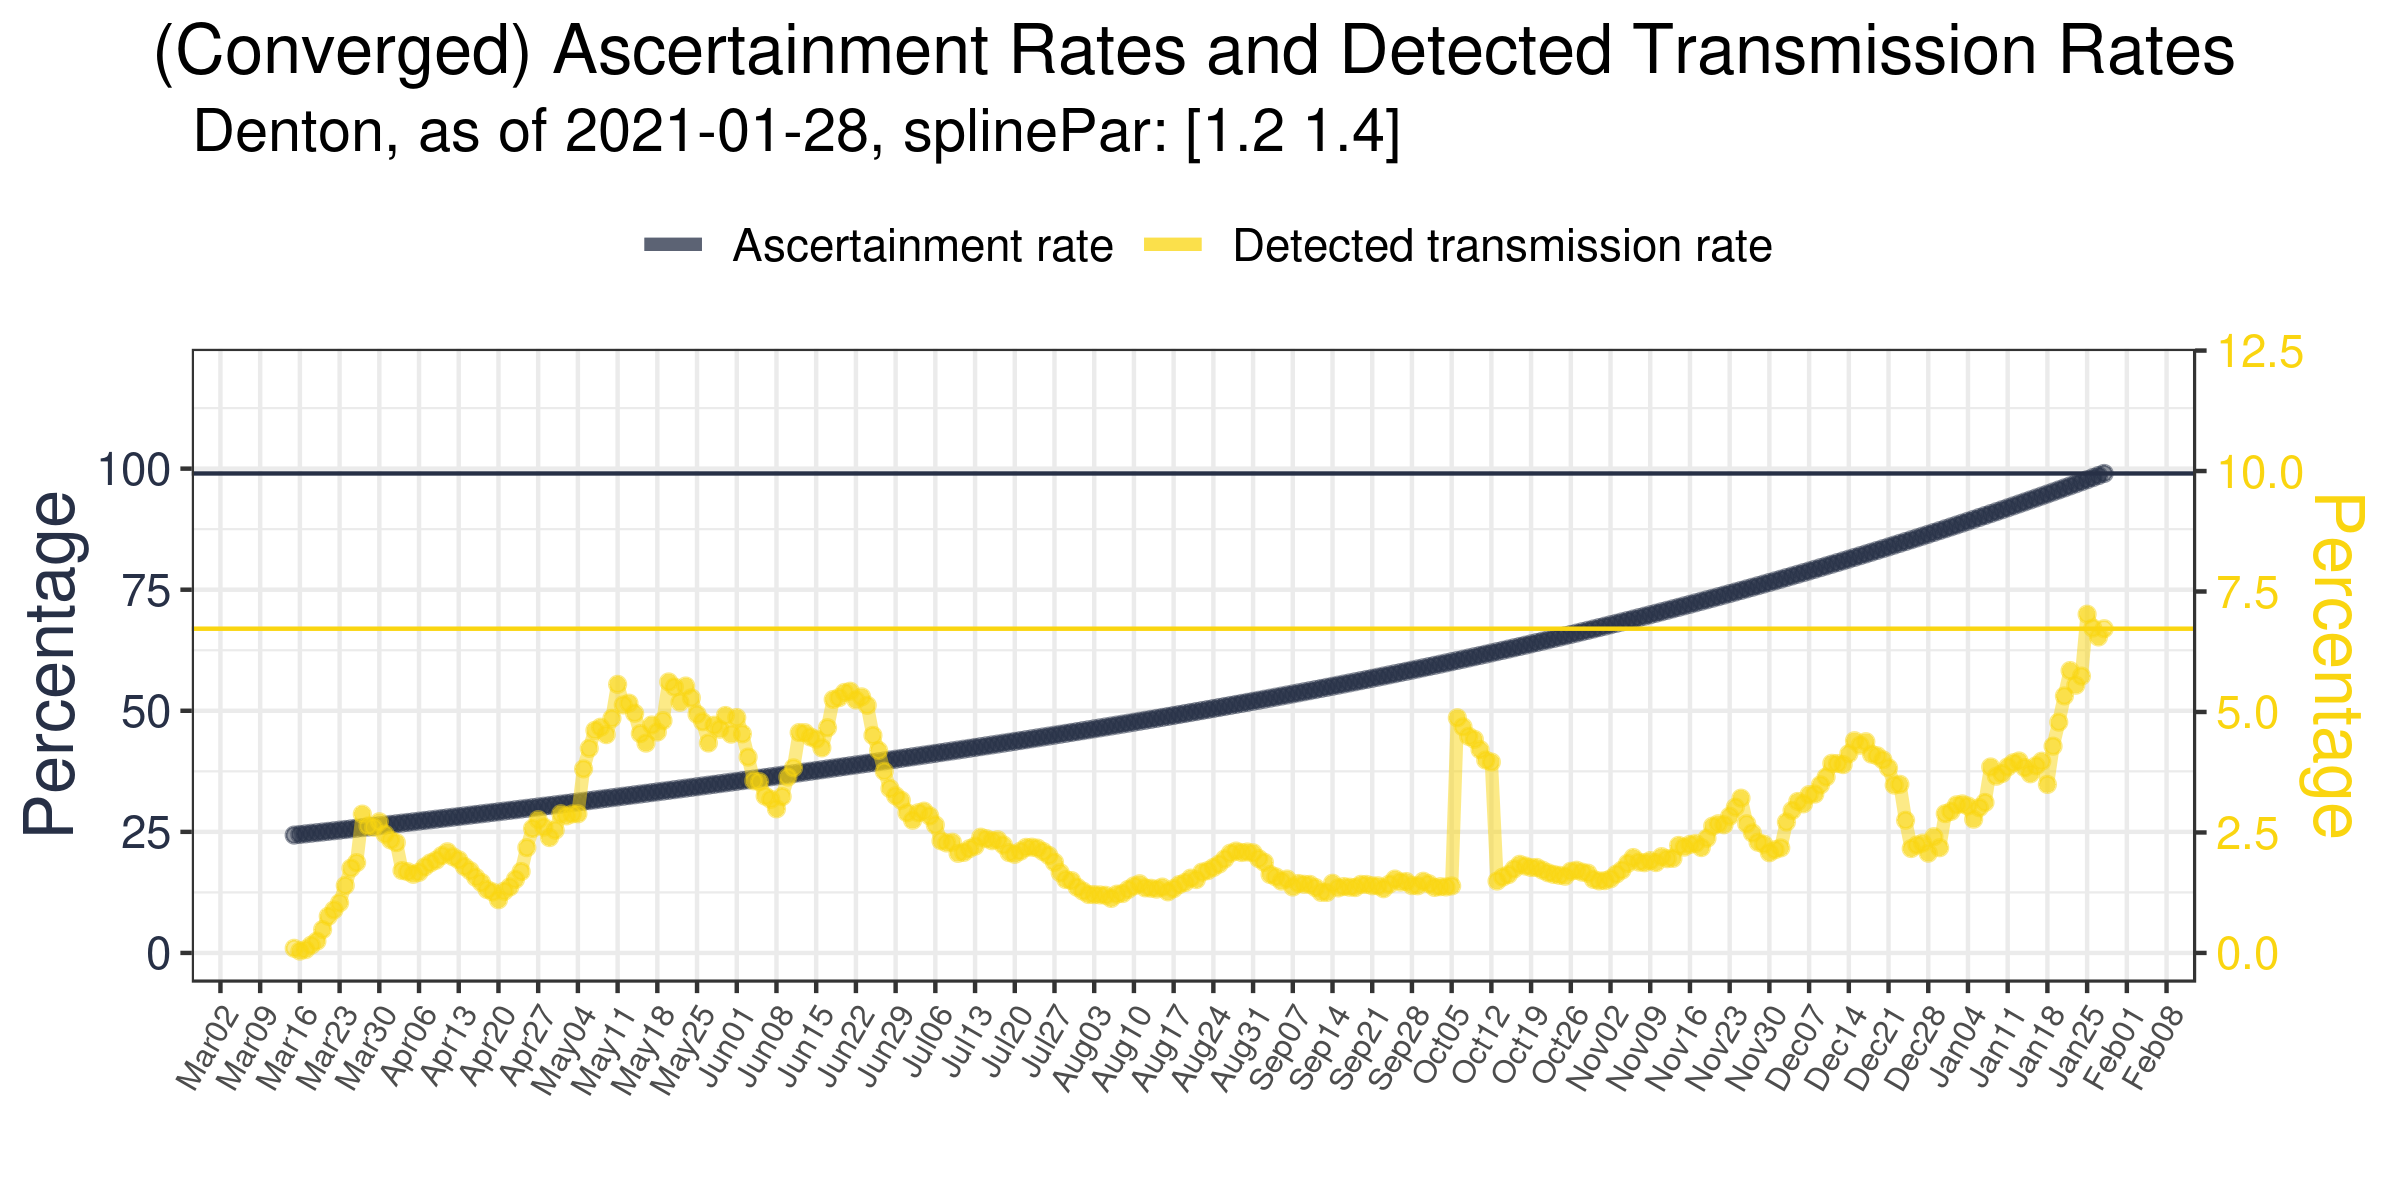 (Converged) Ascertainment Rates and Detected Transmission Rates
Denton, as of 2021-01-28, splinePar: [1.2 1.4]
Ascertainment rate
Detected transmission rate
Percentage
100
75
50
25
0
12.5
10.0
7.5
5.0
2.5
0.0
Percentage
Mar02
Mar09
Mar16
Mar23
Mar30
Apr06
Apr13
Apr20
Apr27
May04
May11
May18
May25
Jun01
Jun08
Jun15
Jun22
Jun29
Jul06
Jul13
Jul20
Jul27
Aug03
Aug10
Aug17
Aug24
Aug31
Sep07
Sep14
Sep21
Sep28
Oct05
Oct12
Oct19
Oct26
Nov02
Nov09
Nov16
Nov23
Nov30
Dec07
Dec14
Dec21
Dec28
Jan04
Jan11
Jan18
Jan25
Feb01
Feb08